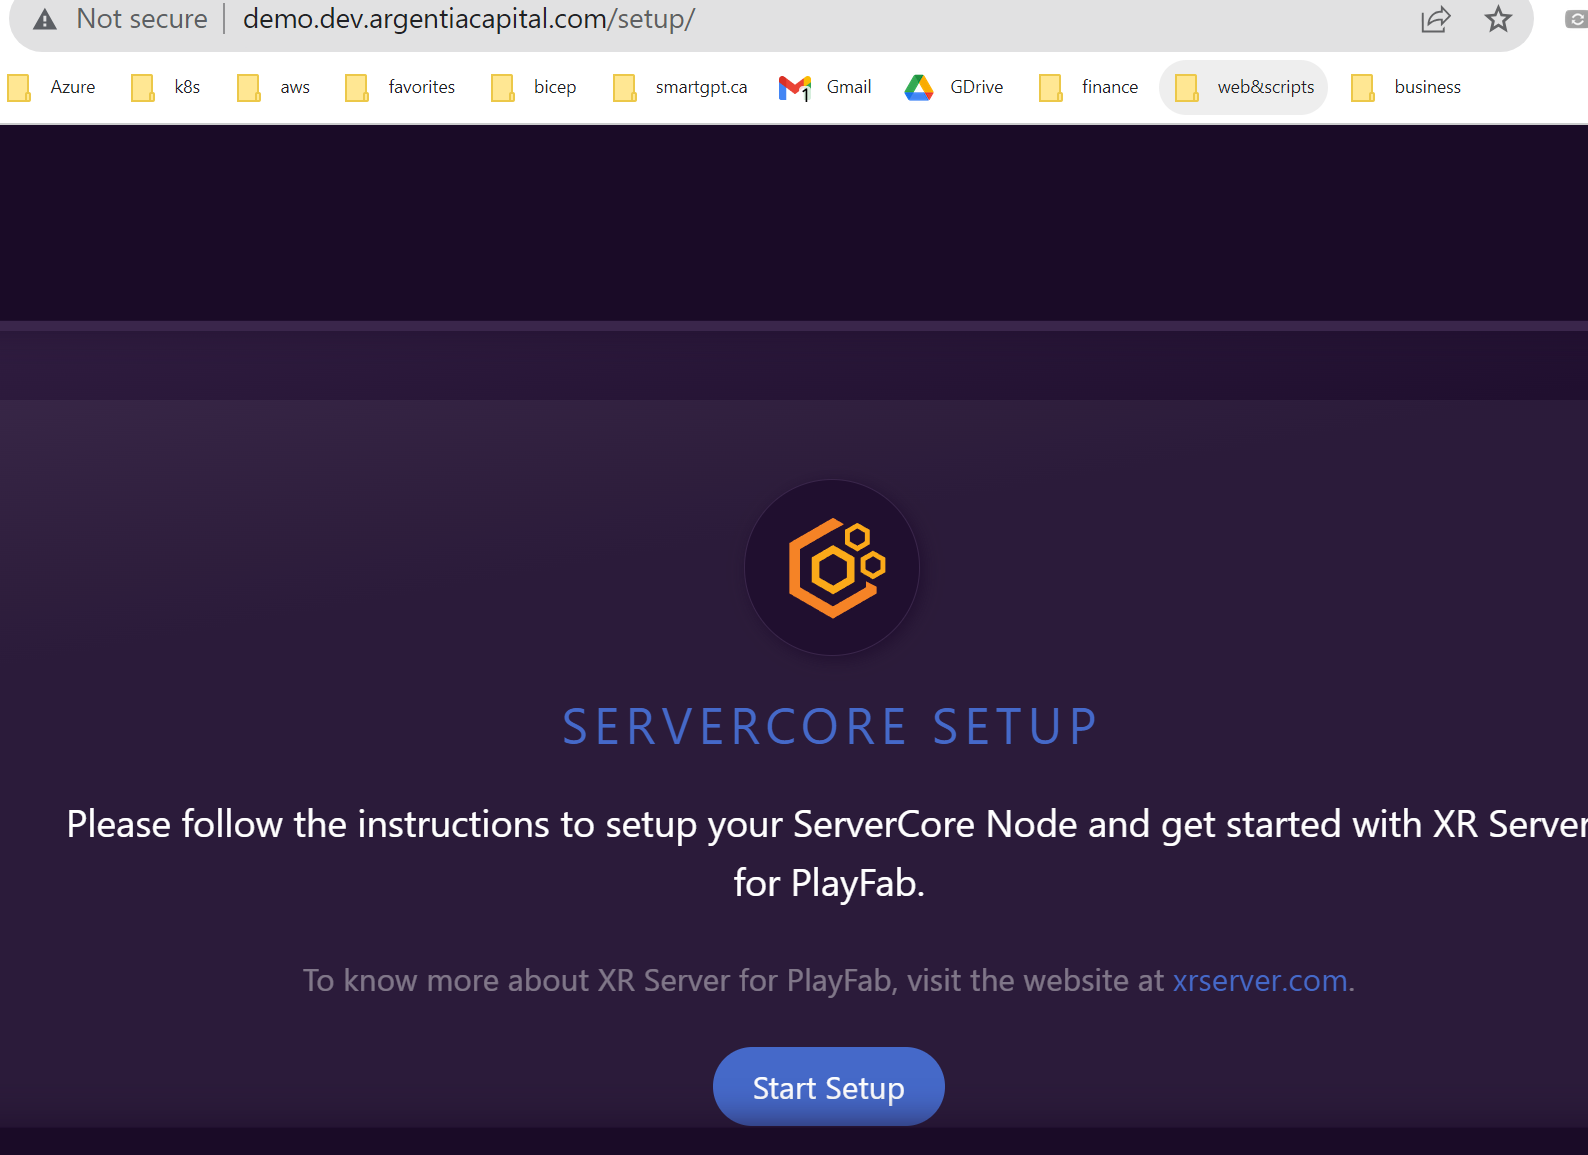 Not secure demo.dev.argentiacapital.com/setup/
Azure k8s aws favorites bicep smartgpt.ca 1 Gmail GDrive finance web&scripts business
SERVERCORE SETUP
Please follow the instructions to setup your ServerCore Node and get started with XR Server
for PlayFab.
To know more about XR Server for PlayFab, visit the website at xrserver.com.
Start Setup